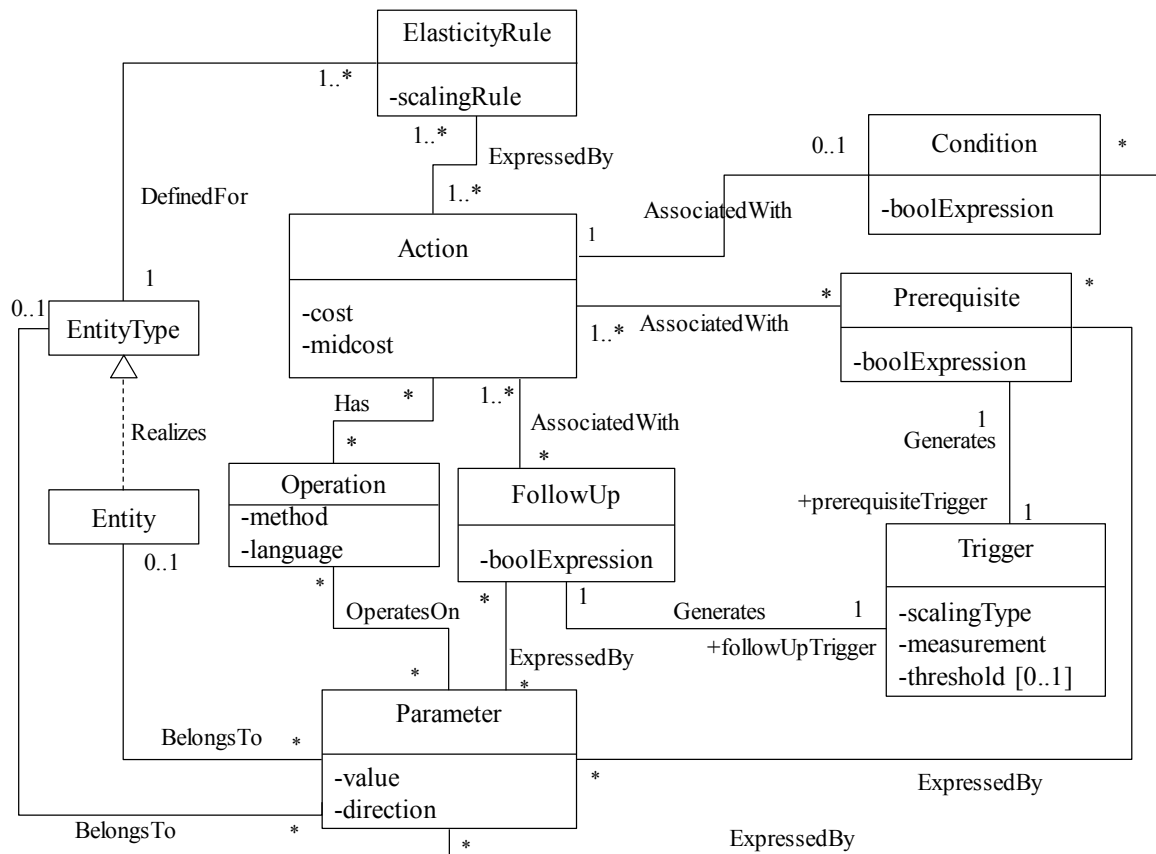 ElasticityRule
1..*
-scalingRule
1..*
ExpressedBy
0..1
Condition
*
DefinedFor
1..*
AssociatedWith
-boolExpression
1
Action
1
0..1
EntityType
-cost
-midcost
*
Prerequisite
*
1..*
AssociatedWith
-boolExpression
Has
*
1..*
Realizes
AssociatedWith
1
Generates
*
*
Operation
FollowUp
+prerequisiteTrigger
Entity
-method
-language
1
0..1
-boolExpression
Trigger
*
*
1
Generates
1
OperatesOn
-scalingType
+followUpTrigger
-measurement
ExpressedBy
-threshold [0..1]
*
*
Parameter
BelongsTo
*
-value
*
ExpressedBy
-direction
BelongsTo
*
*
ExpressedBy